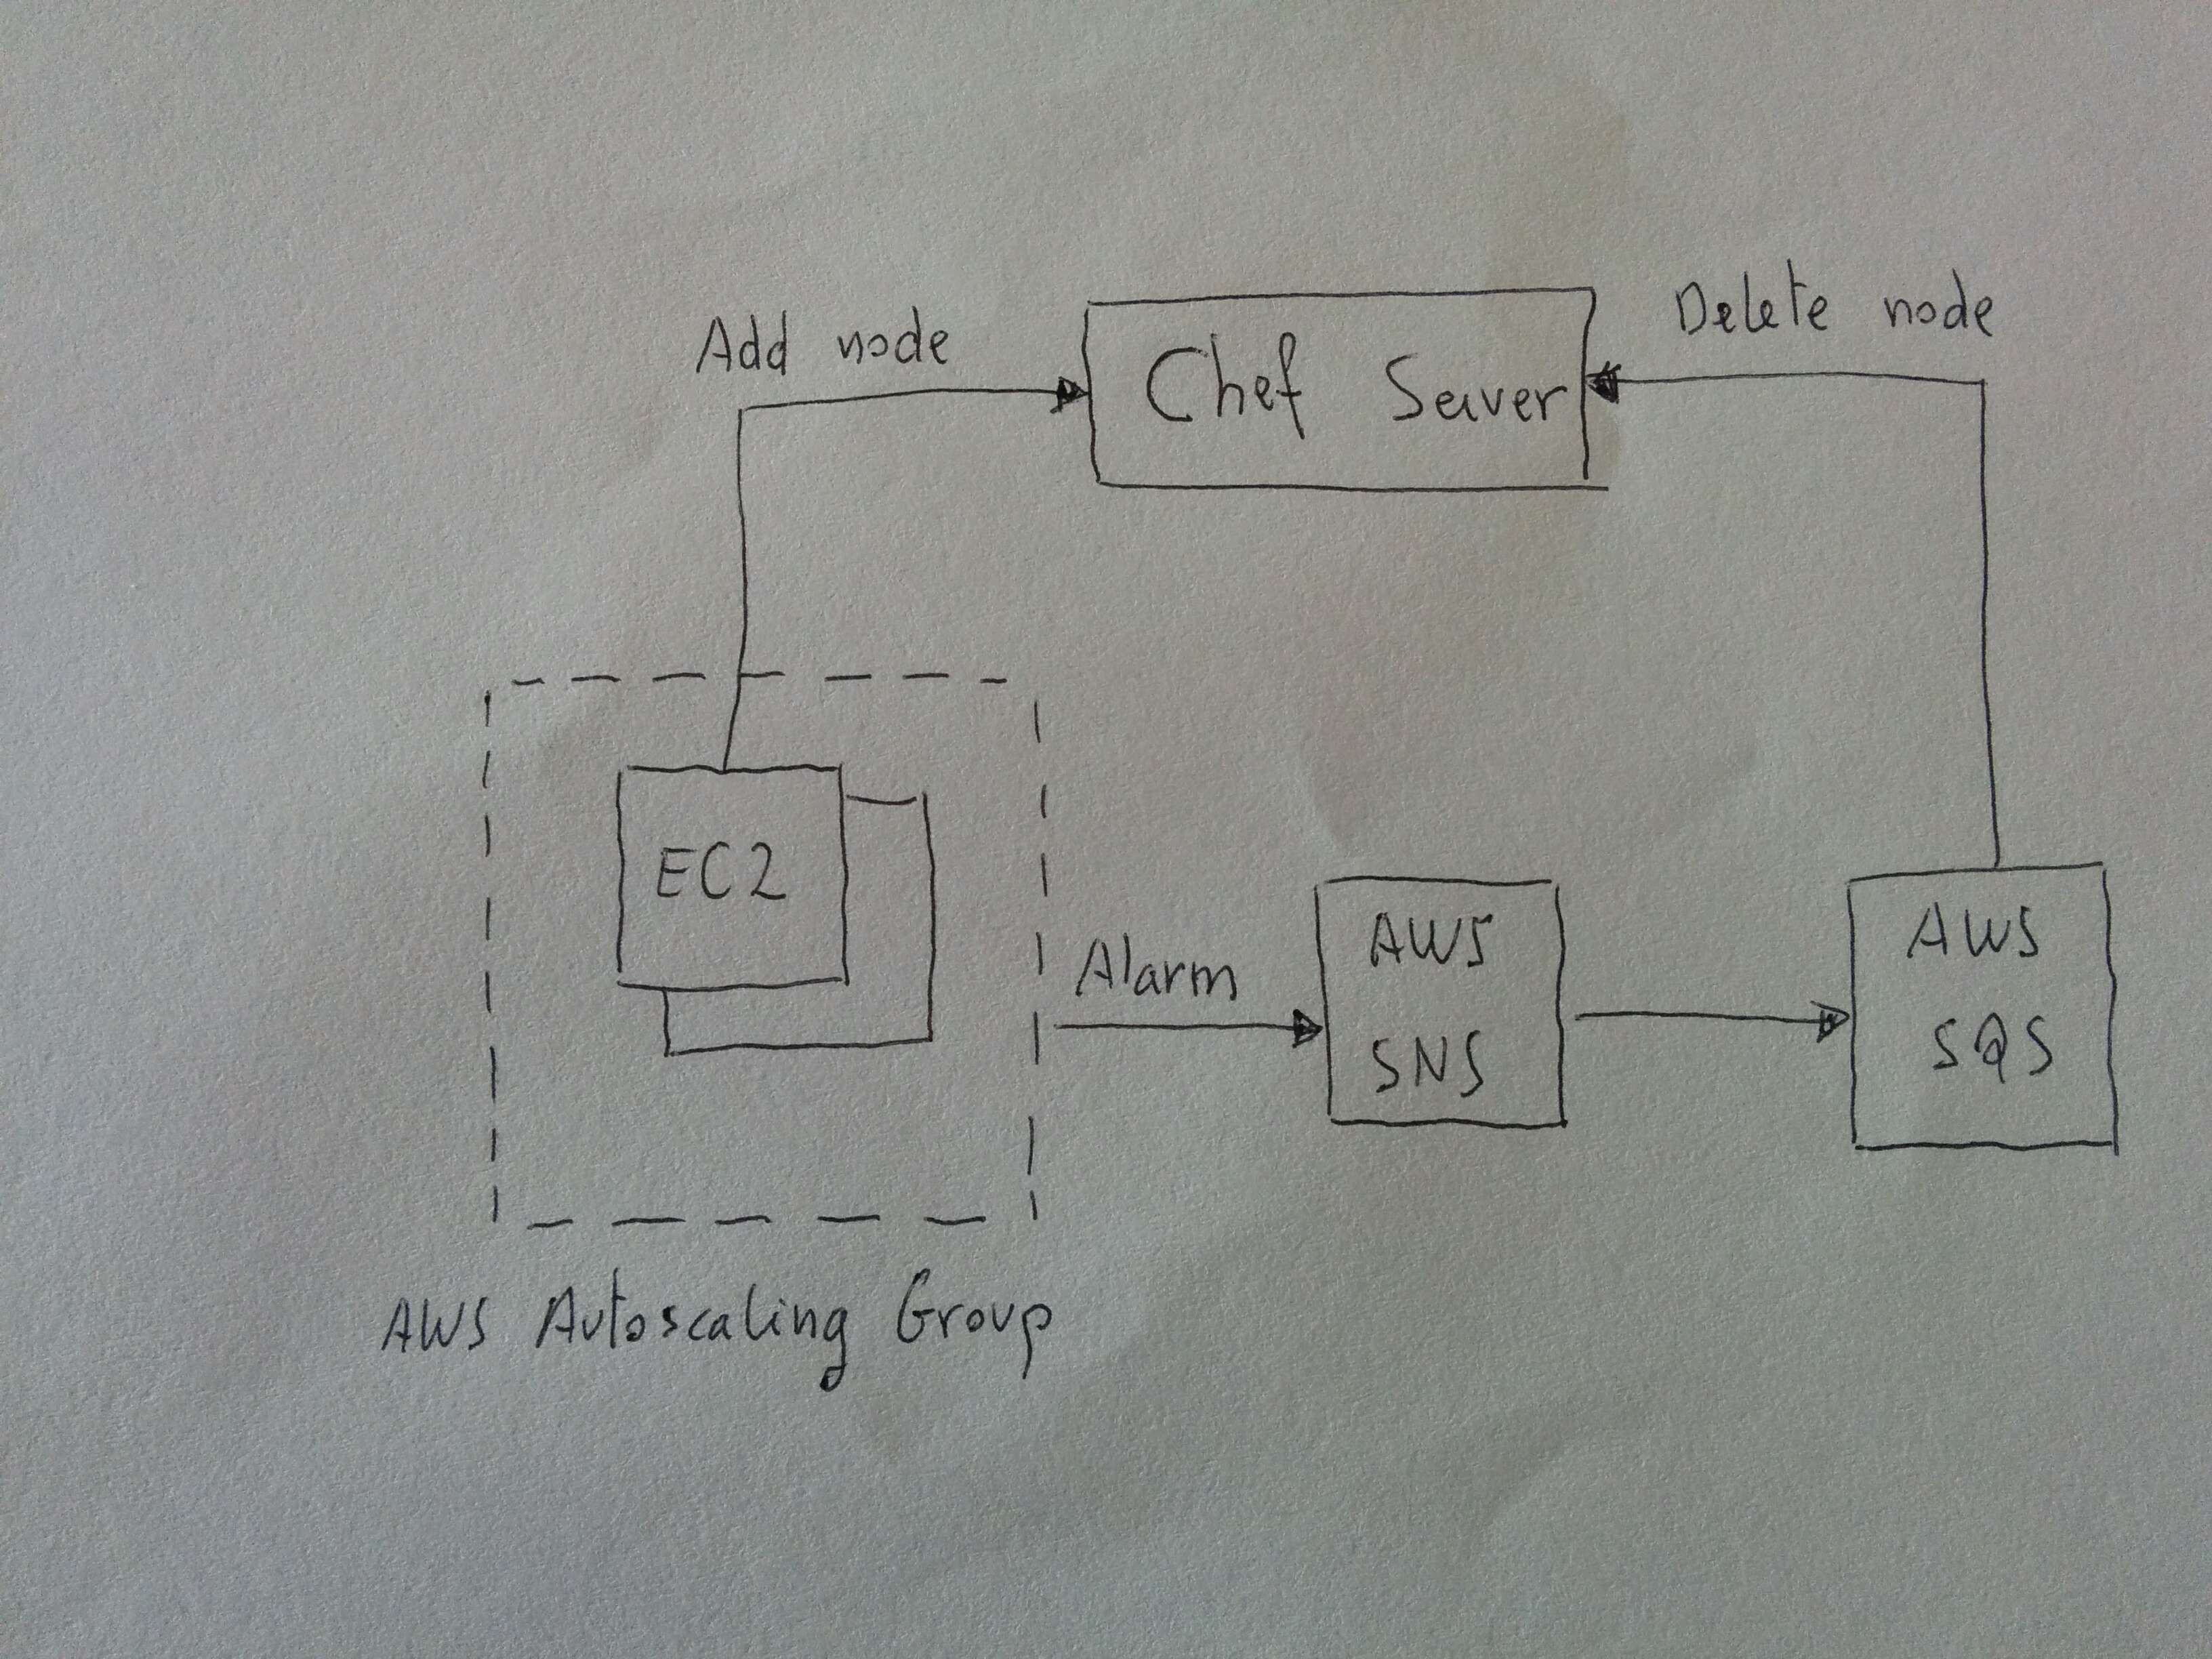 Add node
Chef Server
Delete node
EC2
Alarm
AWS
SNS
AWS
SQS
AWS Autoscaling Group